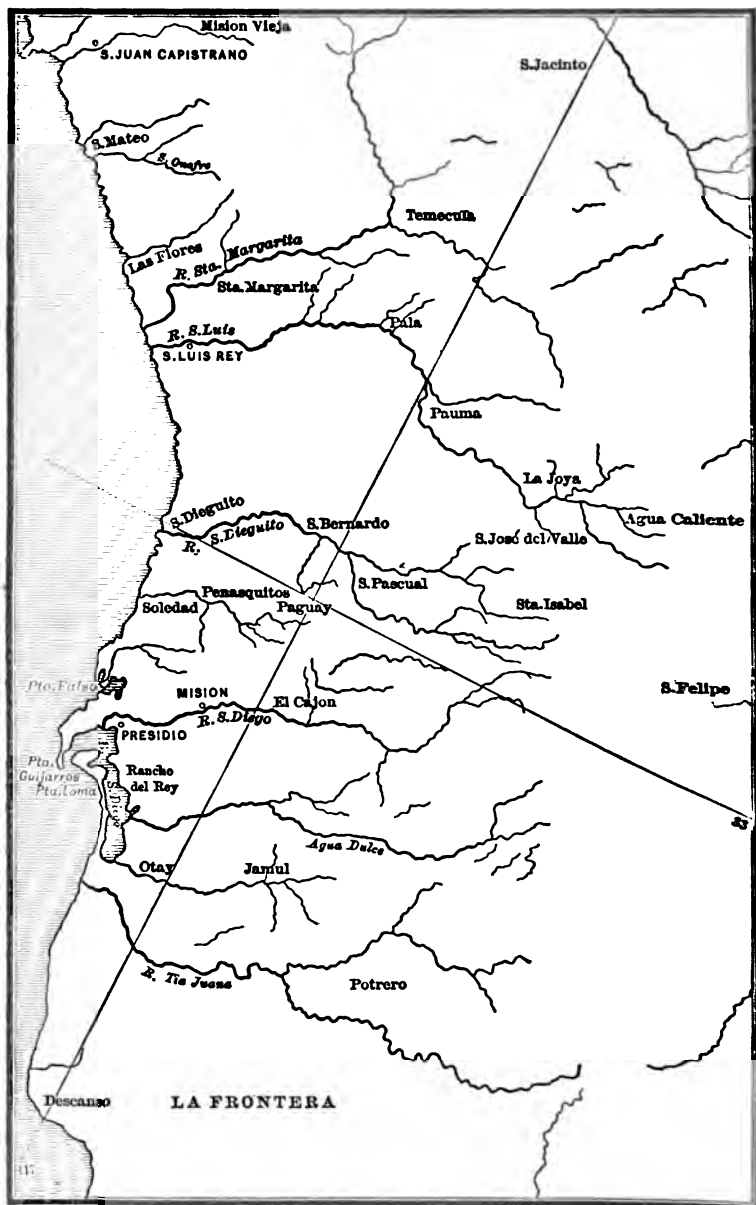 Mision Vieja
S. JUAN CAPISTRANO
S. Jacinto
S. Mateo
S. Onofre
Temecula
Las Flores
R. Sta. Margarita
Sta. Margarita
R. S. Luis
Pala
S. LUIS REY
Pauma
La Joya
Agua Caliente
S. Dieguito
R. S. Dieguito
S. Bernardo
S. José del Valle
S. Pascual
Penasquitos
Soledad
Paguay
Sta. Isabel
Pto. Falso
MISION
El Cajon
S. Felipe
R. S. Diego
PRESIDIO
Pta.
Guijarros
Pta. Loma
Rancho
del Rey
S. Diego
33
Agua Dulce
Otay
Jamul
R. Tia Juana
Potrero
Descanso
LA FRONTERA